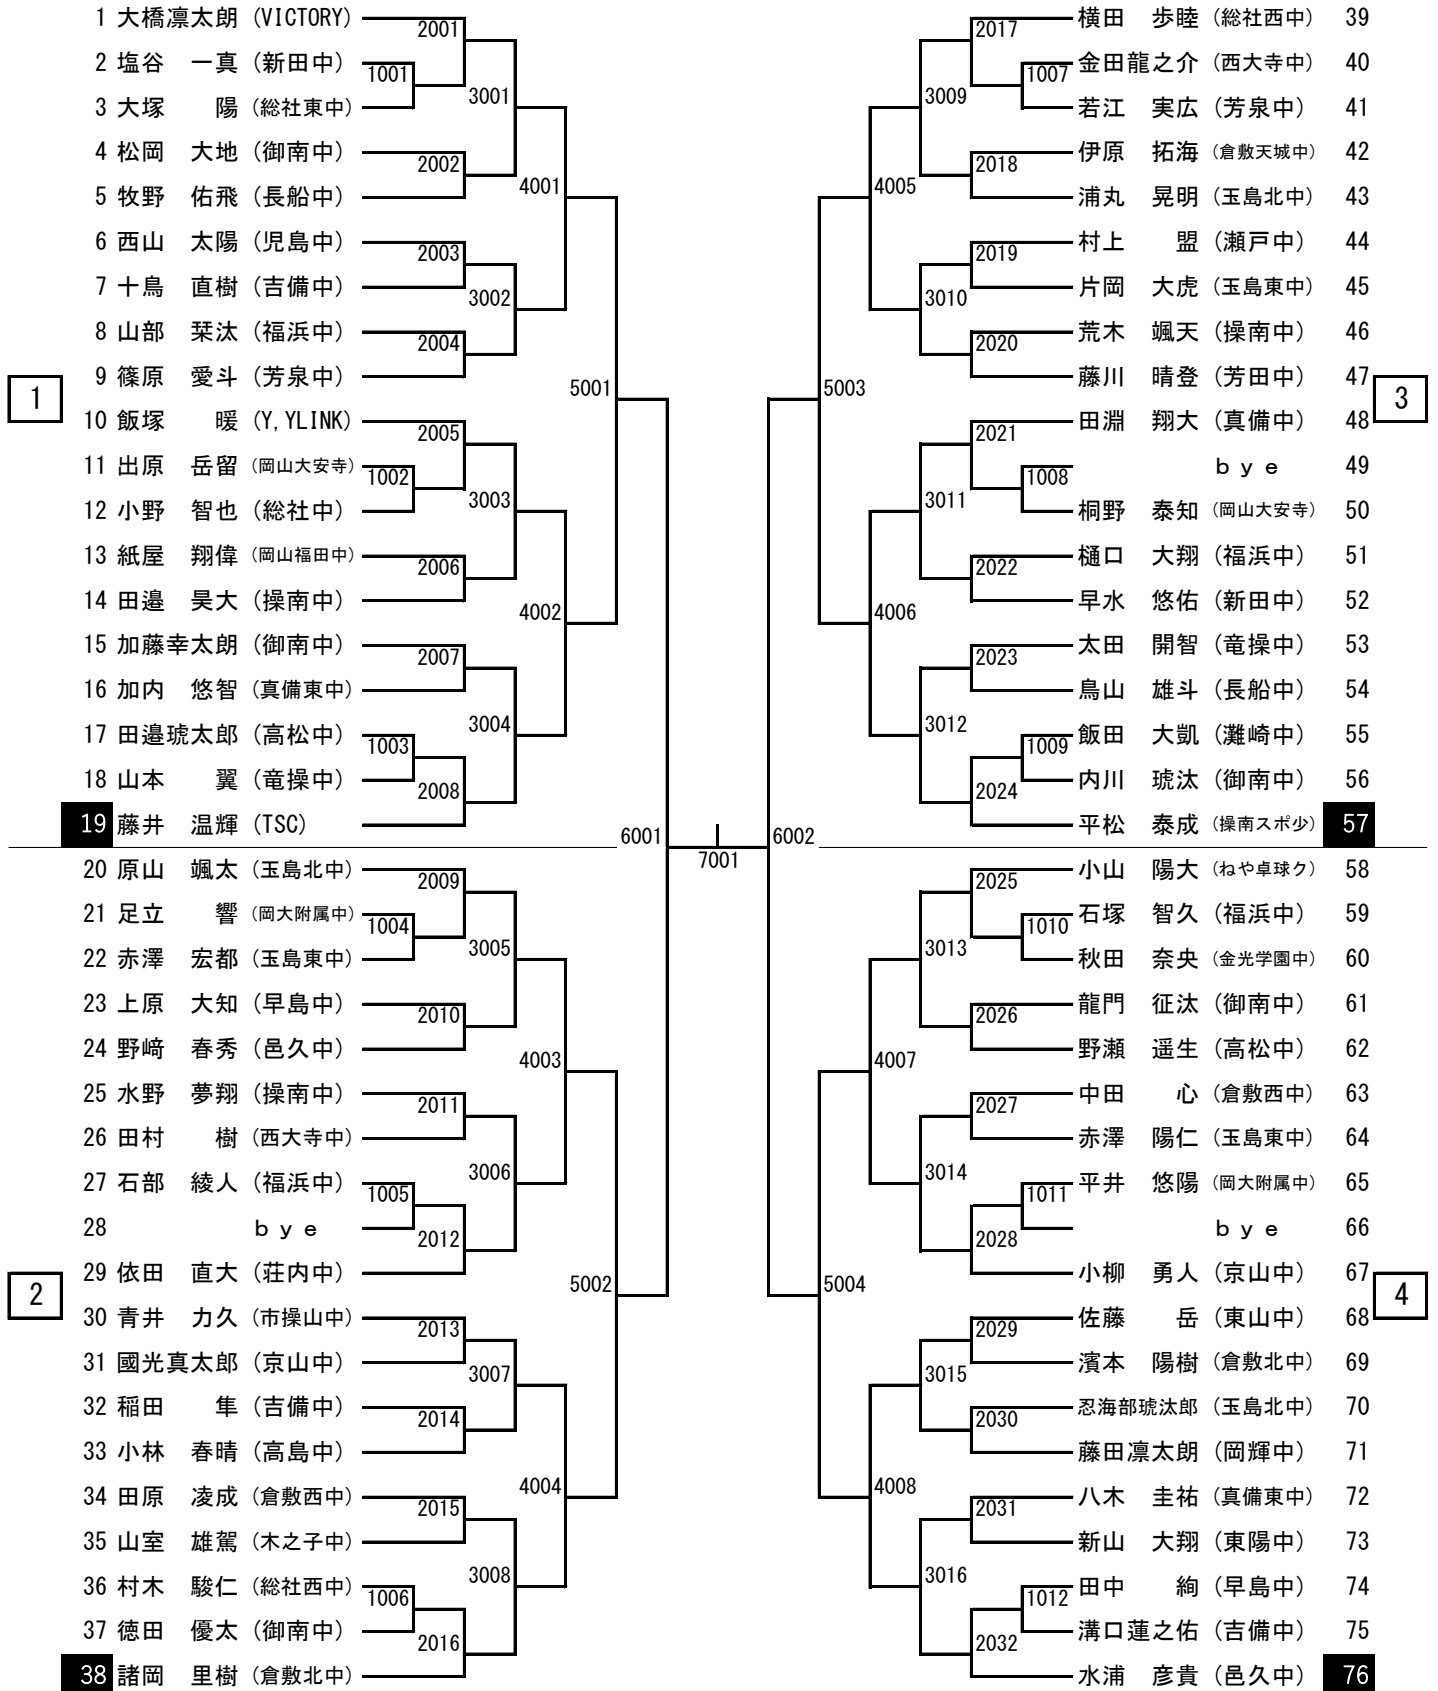 1 大橋凛太朗 (VICTORY)
2 塩谷 一真 (新田中)
3 大塚 陽 (総社東中)
4 松岡 大地 (御南中)
5 牧野 佑飛 (長船中)
6 西山 太陽 (児島中)
7 十鳥 直樹 (吉備中)
8 山部 栞汰 (福浜中)
9 篠原 愛斗 (芳泉中)
10 飯塚 暖 (Y,YLINK)
11 出原 岳留 (岡山大安寺)
12 小野 智也 (総社中)
13 紙屋 翔偉 (岡山福田中)
14 田邉 昊大 (操南中)
15 加藤幸太朗 (御南中)
16 加内 悠智 (真備東中)
17 田邉琥太郎 (高松中)
18 山本 翼 (竜操中)
19 藤井 温輝 (TSC)
20 原山 颯太 (玉島北中)
21 足立 響 (岡大附属中)
22 赤澤 宏都 (玉島東中)
23 上原 大知 (早島中)
24 野﨑 春秀 (邑久中)
25 水野 夢翔 (操南中)
26 田村 樹 (西大寺中)
27 石部 綾人 (福浜中)
28 bye
29 依田 直大 (荘内中)
30 青井 力久 (市操山中)
31 國光真太郎 (京山中)
32 稲田 隼 (吉備中)
33 小林 春晴 (高島中)
34 田原 凌成 (倉敷西中)
35 山室 雄駕 (木之子中)
36 村木 駿仁 (総社西中)
37 徳田 優太 (御南中)
38 諸岡 里樹 (倉敷北中)
1
2
1001
1002
1003
1004
1005
1006
2001
2002
2003
2004
2005
2006
2007
2008
2009
2010
2011
2012
2013
2014
2015
2016
3001
3002
3003
3004
3005
3006
3007
3008
4001
4002
4003
4004
5001
5002
6001
7001
6002
5003
5004
4005
4006
4007
4008
3009
3010
3011
3012
3013
3014
3015
3016
2017
2018
2019
2020
2021
2022
2023
2024
2025
2026
2027
2028
2029
2030
2031
2032
1007
1008
1009
1010
1011
1012
横田 歩睦 (総社西中) 39
金田龍之介 (西大寺中) 40
若江 実広 (芳泉中) 41
伊原 拓海 (倉敷天城中) 42
浦丸 晃明 (玉島北中) 43
村上 盟 (瀬戸中) 44
片岡 大虎 (玉島東中) 45
荒木 颯天 (操南中) 46
藤川 晴登 (芳田中) 47
田淵 翔大 (真備中) 48
bye 49
桐野 泰知 (岡山大安寺) 50
樋口 大翔 (福浜中) 51
早水 悠佑 (新田中) 52
太田 開智 (竜操中) 53
鳥山 雄斗 (長船中) 54
飯田 大凱 (灘崎中) 55
内川 琥汰 (御南中) 56
平松 泰成 (操南スポ少) 57
小山 陽大 (ねや卓球ク) 58
石塚 智久 (福浜中) 59
秋田 奈央 (金光学園中) 60
龍門 征汰 (御南中) 61
野瀬 遥生 (高松中) 62
中田 心 (倉敷西中) 63
赤澤 陽仁 (玉島東中) 64
平井 悠陽 (岡大附属中) 65
bye 66
小柳 勇人 (京山中) 67
佐藤 岳 (東山中) 68
濱本 陽樹 (倉敷北中) 69
忍海部琥汰郎 (玉島北中) 70
藤田凛太朗 (岡輝中) 71
八木 圭祐 (真備東中) 72
新山 大翔 (東陽中) 73
田中 絢 (早島中) 74
溝口蓮之佑 (吉備中) 75
水浦 彦貴 (邑久中) 76
3
4